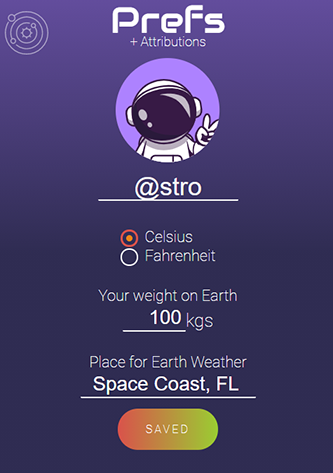 Prefs
+ Attributions
@stro
Celsius
Fahrenheit
Your weight on Earth
100 kgs
Place for Earth Weather
Space Coast, FL
SAVED